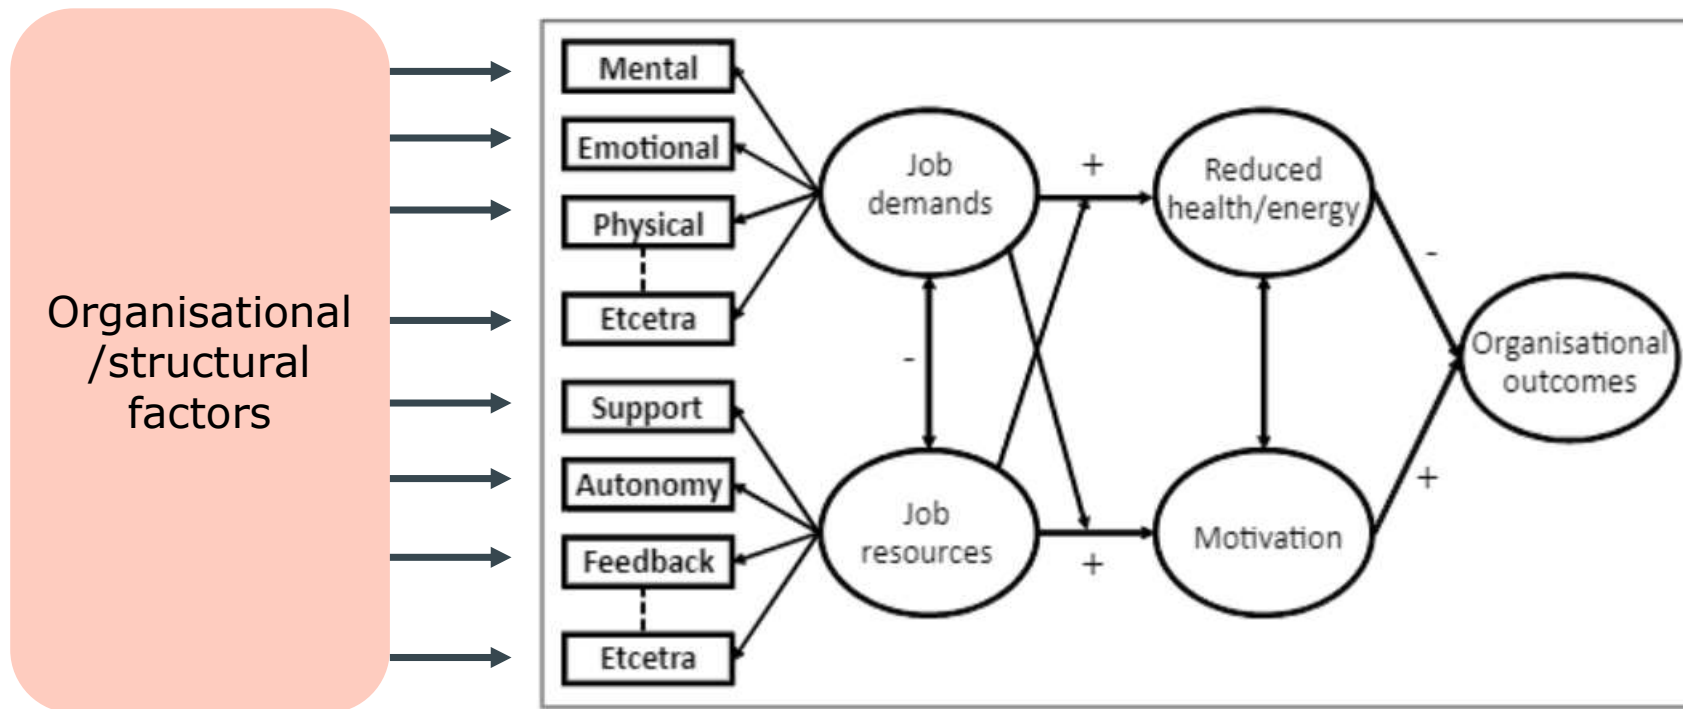 Organisational
/structural
factors
Mental
Emotional
Physical
Etcetra
Support
Autonomy
Feedback
Etcetra
Job
demands
-
Job
resources
+
+
Reduced
health/energy
Motivation
-
+
Organisational
outcomes